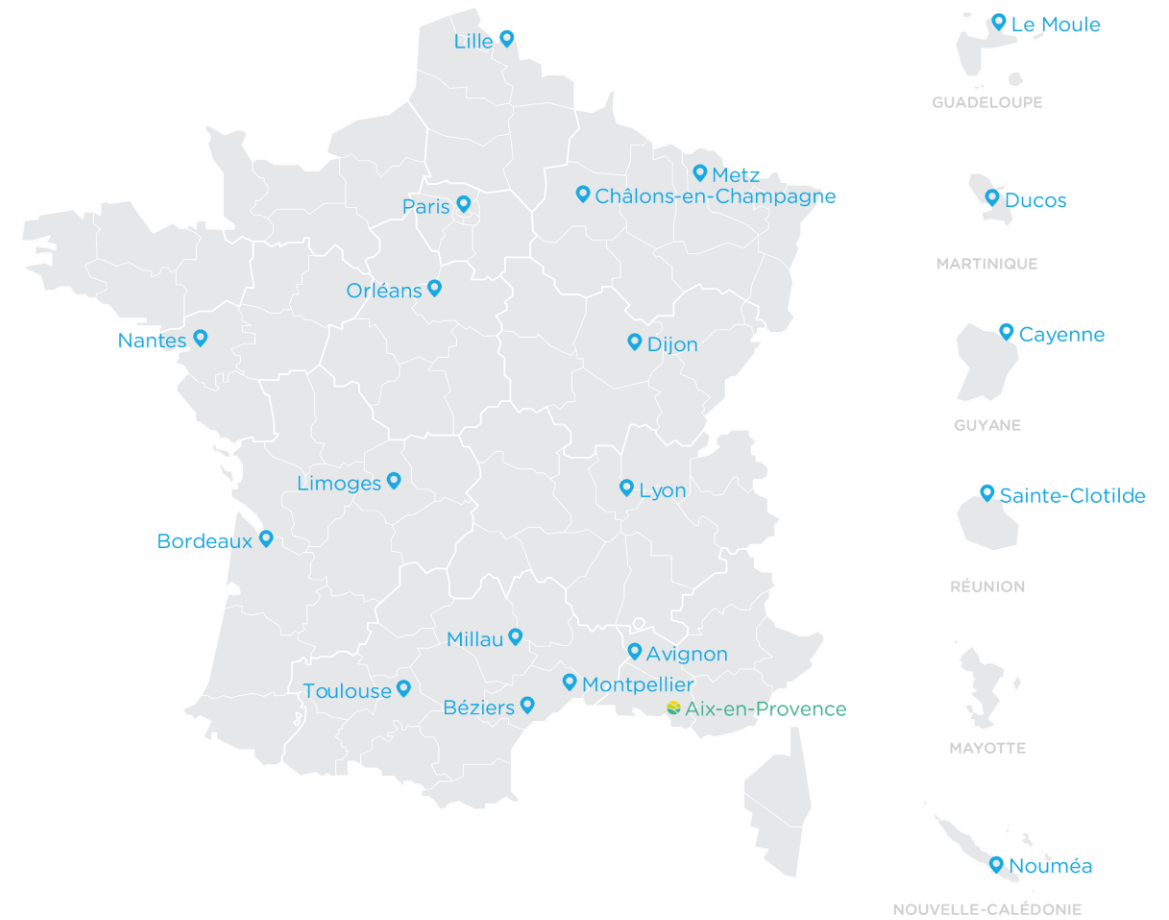 Lille
Metz
Châlons-en-Champagne
Paris
Orléans
Nantes
Dijon
Limoges
Lyon
Bordeaux
Millau
Avignon
Montpellier
Toulouse
Béziers
Aix-en-Provence
Le Moule
GUADELOUPE
Ducos
MARTINIQUE
Cayenne
GUYANE
Sainte-Clotilde
RÉUNION
MAYOTTE
Nouméa
NOUVELLE-CALÉDONIE